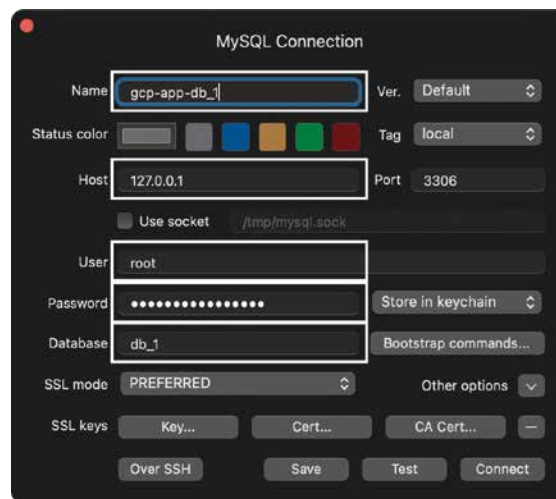 MySQL Connection
Name gcp-app-db_1 Ver. Default
Status color Tag local
Host 127.0.0.1 Port 3306
Use socket /tmp/mysql.sock
User root
Password •••••••••••••••• Store in keychain
Database db_1 Bootstrap commands...
SSL mode PREFERRED Other options
SSL keys Key... Cert... CA Cert... −
Over SSH Save Test Connect